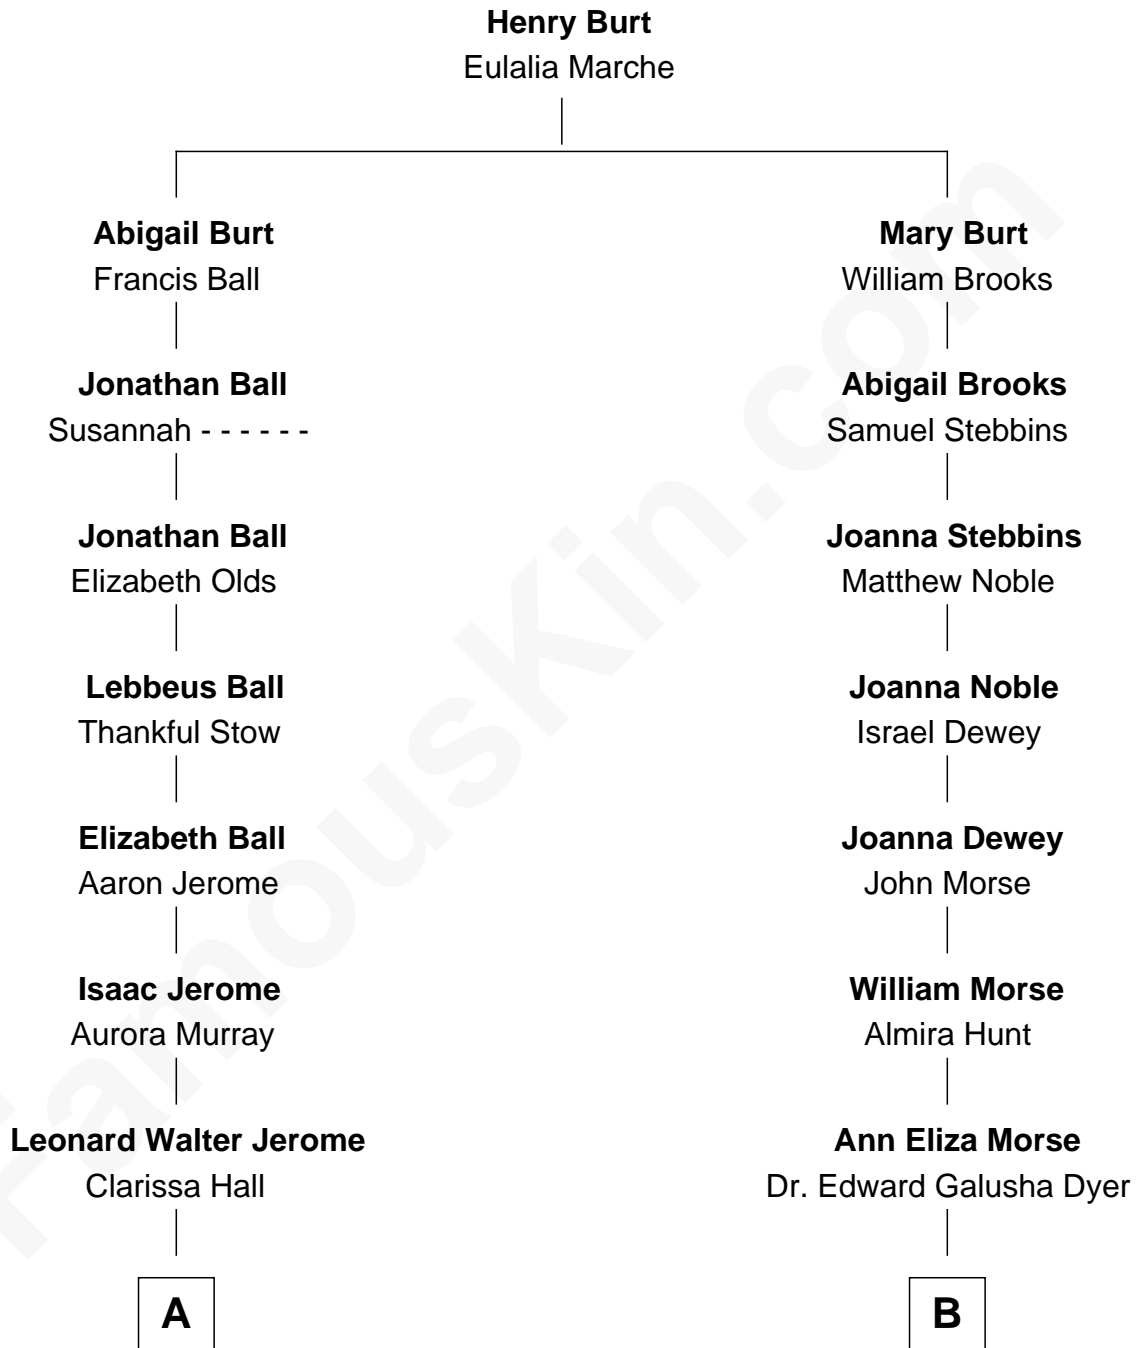 Henry Burt
Eulalia Marche
Abigail Burt
Francis Ball
Mary Burt
William Brooks
Jonathan Ball
Susannah - - - - - -
Abigail Brooks
Samuel Stebbins
Jonathan Ball
Elizabeth Olds
Joanna Stebbins
Matthew Noble
Lebbeus Ball
Thankful Stow
Joanna Noble
Israel Dewey
Elizabeth Ball
Aaron Jerome
Joanna Dewey
John Morse
Isaac Jerome
Aurora Murray
William Morse
Almira Hunt
Leonard Walter Jerome
Clarissa Hall
Ann Eliza Morse
Dr. Edward Galusha Dyer
A
B
FamousKin.com